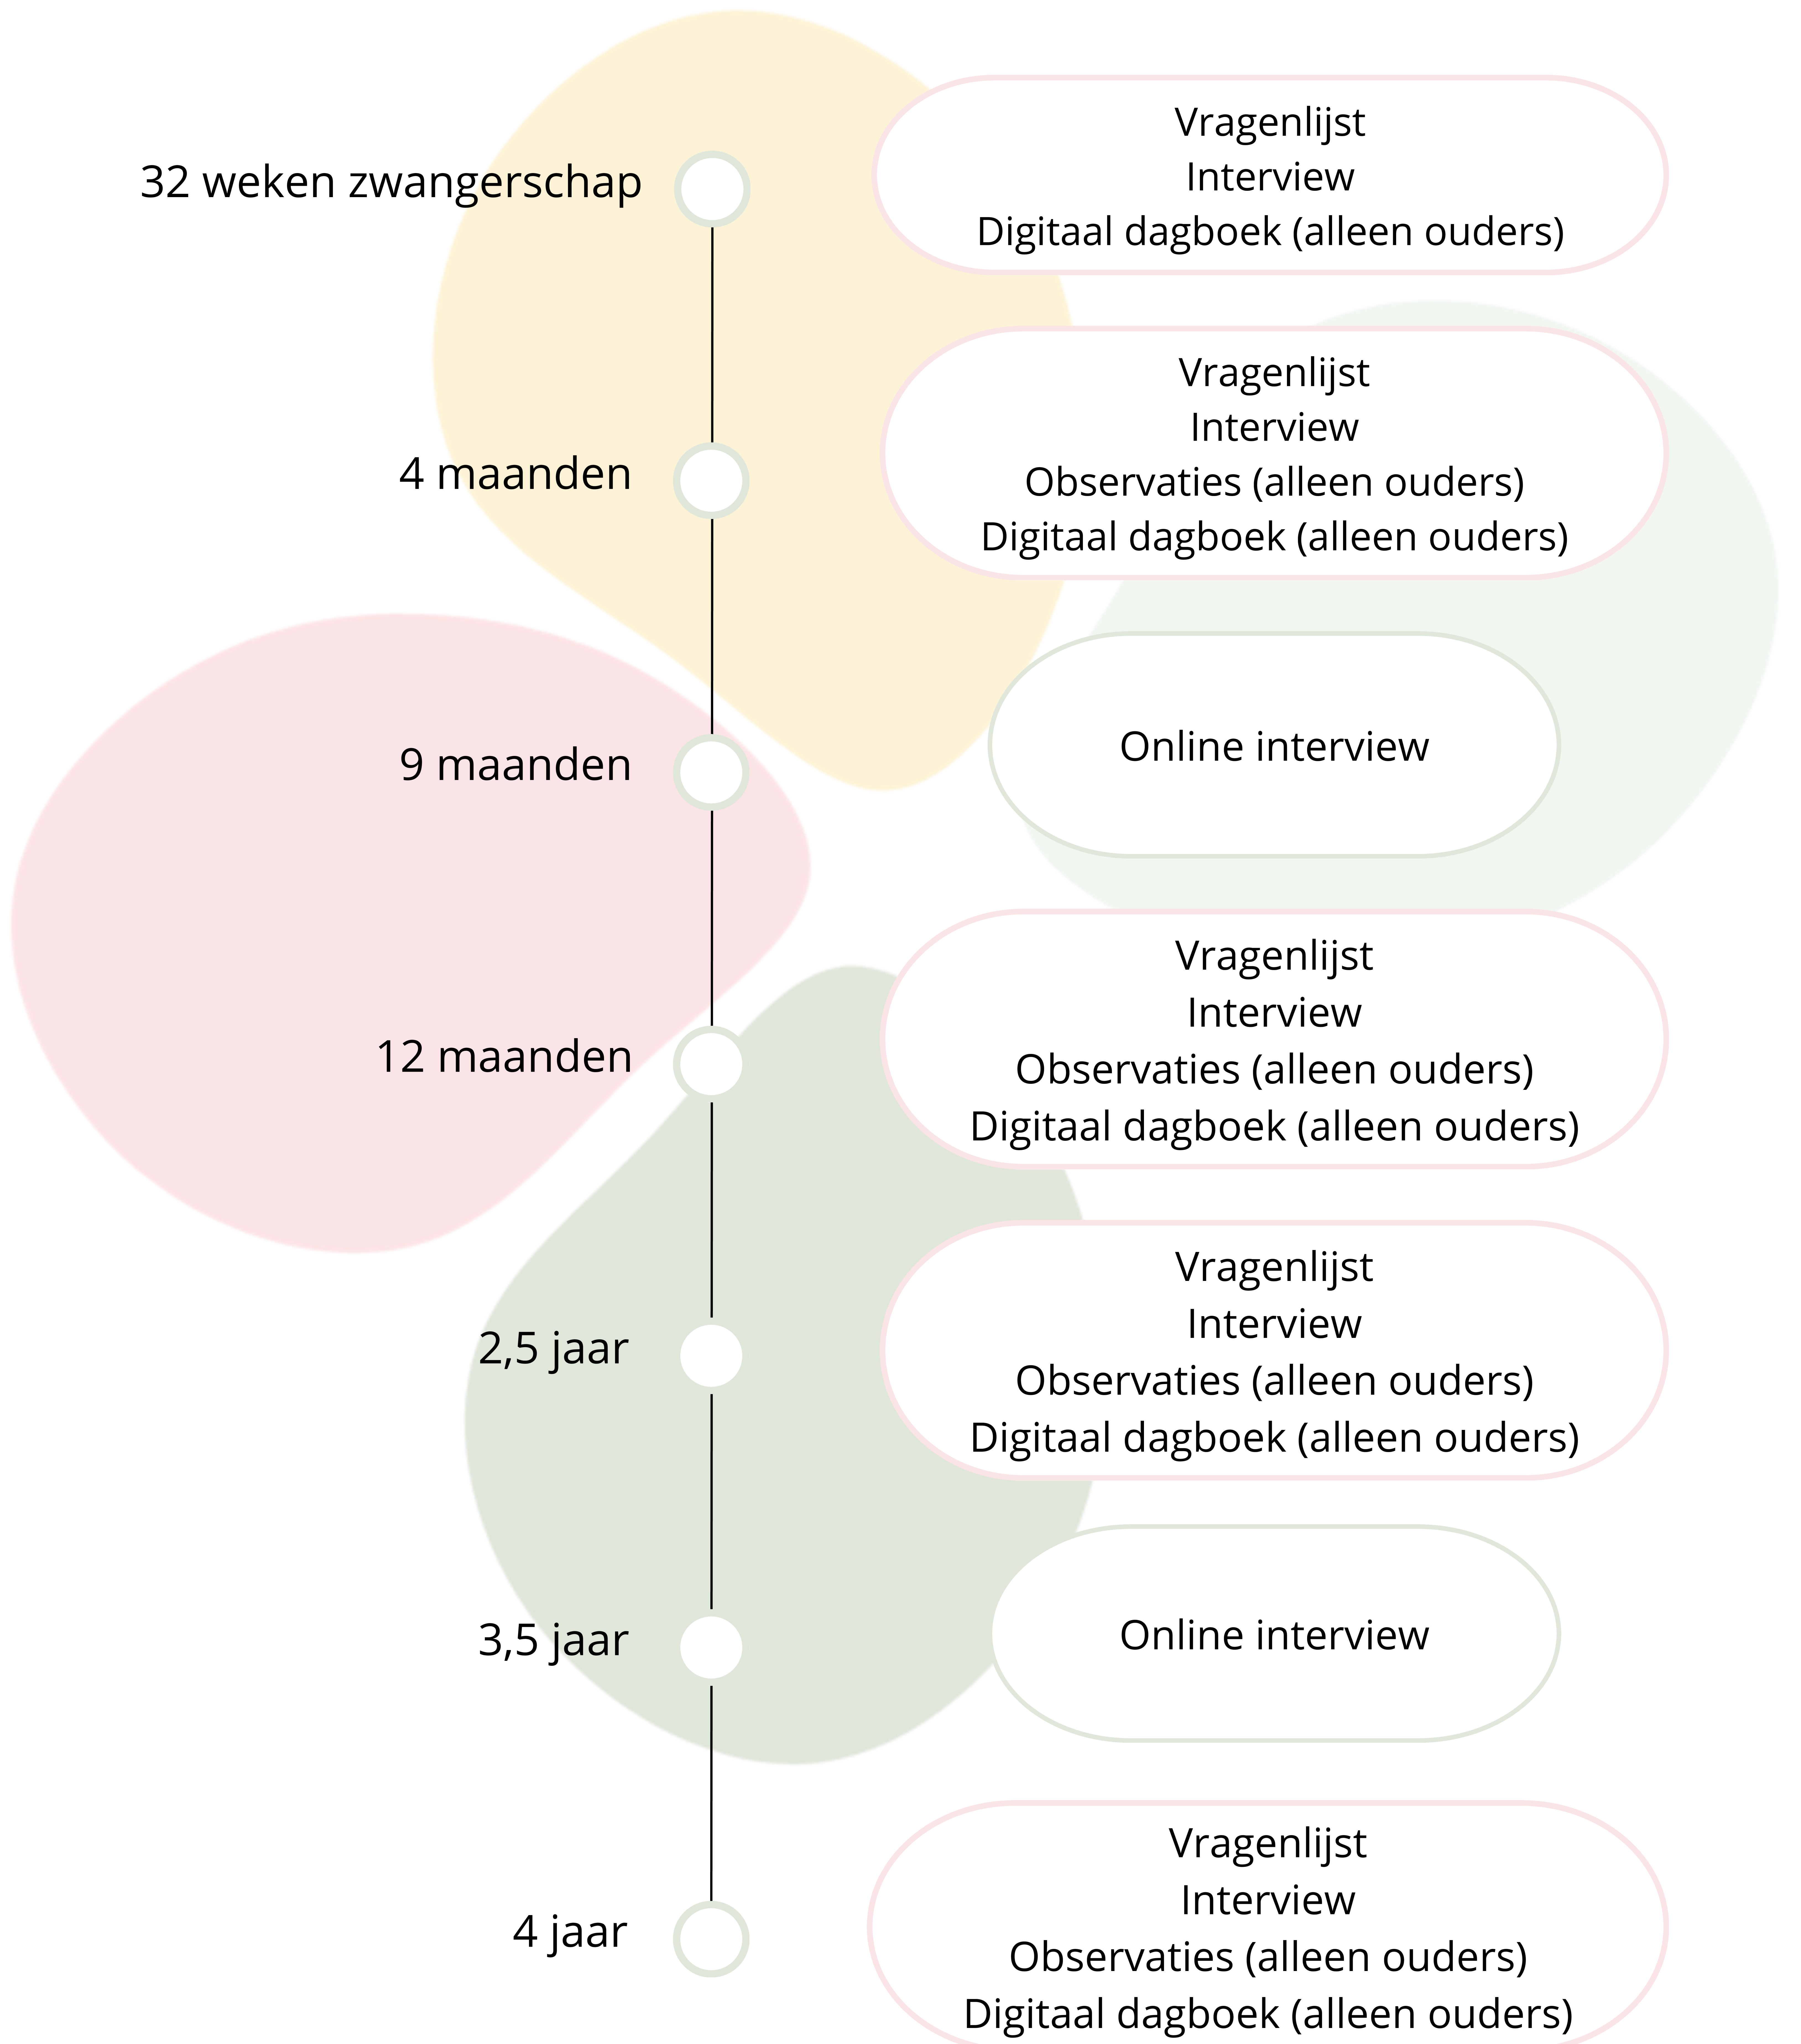 32 weken zwangerschap
Vragenlijst
Interview
Digitaal dagboek (alleen ouders)
4 maanden
Vragenlijst
Interview
Observaties (alleen ouders)
Digitaal dagboek (alleen ouders)
9 maanden
Online interview
12 maanden
Vragenlijst
Interview
Observaties (alleen ouders)
Digitaal dagboek (alleen ouders)
2,5 jaar
Vragenlijst
Interview
Observaties (alleen ouders)
Digitaal dagboek (alleen ouders)
3,5 jaar
Online interview
4 jaar
Vragenlijst
Interview
Observaties (alleen ouders)
Digitaal dagboek (alleen ouders)